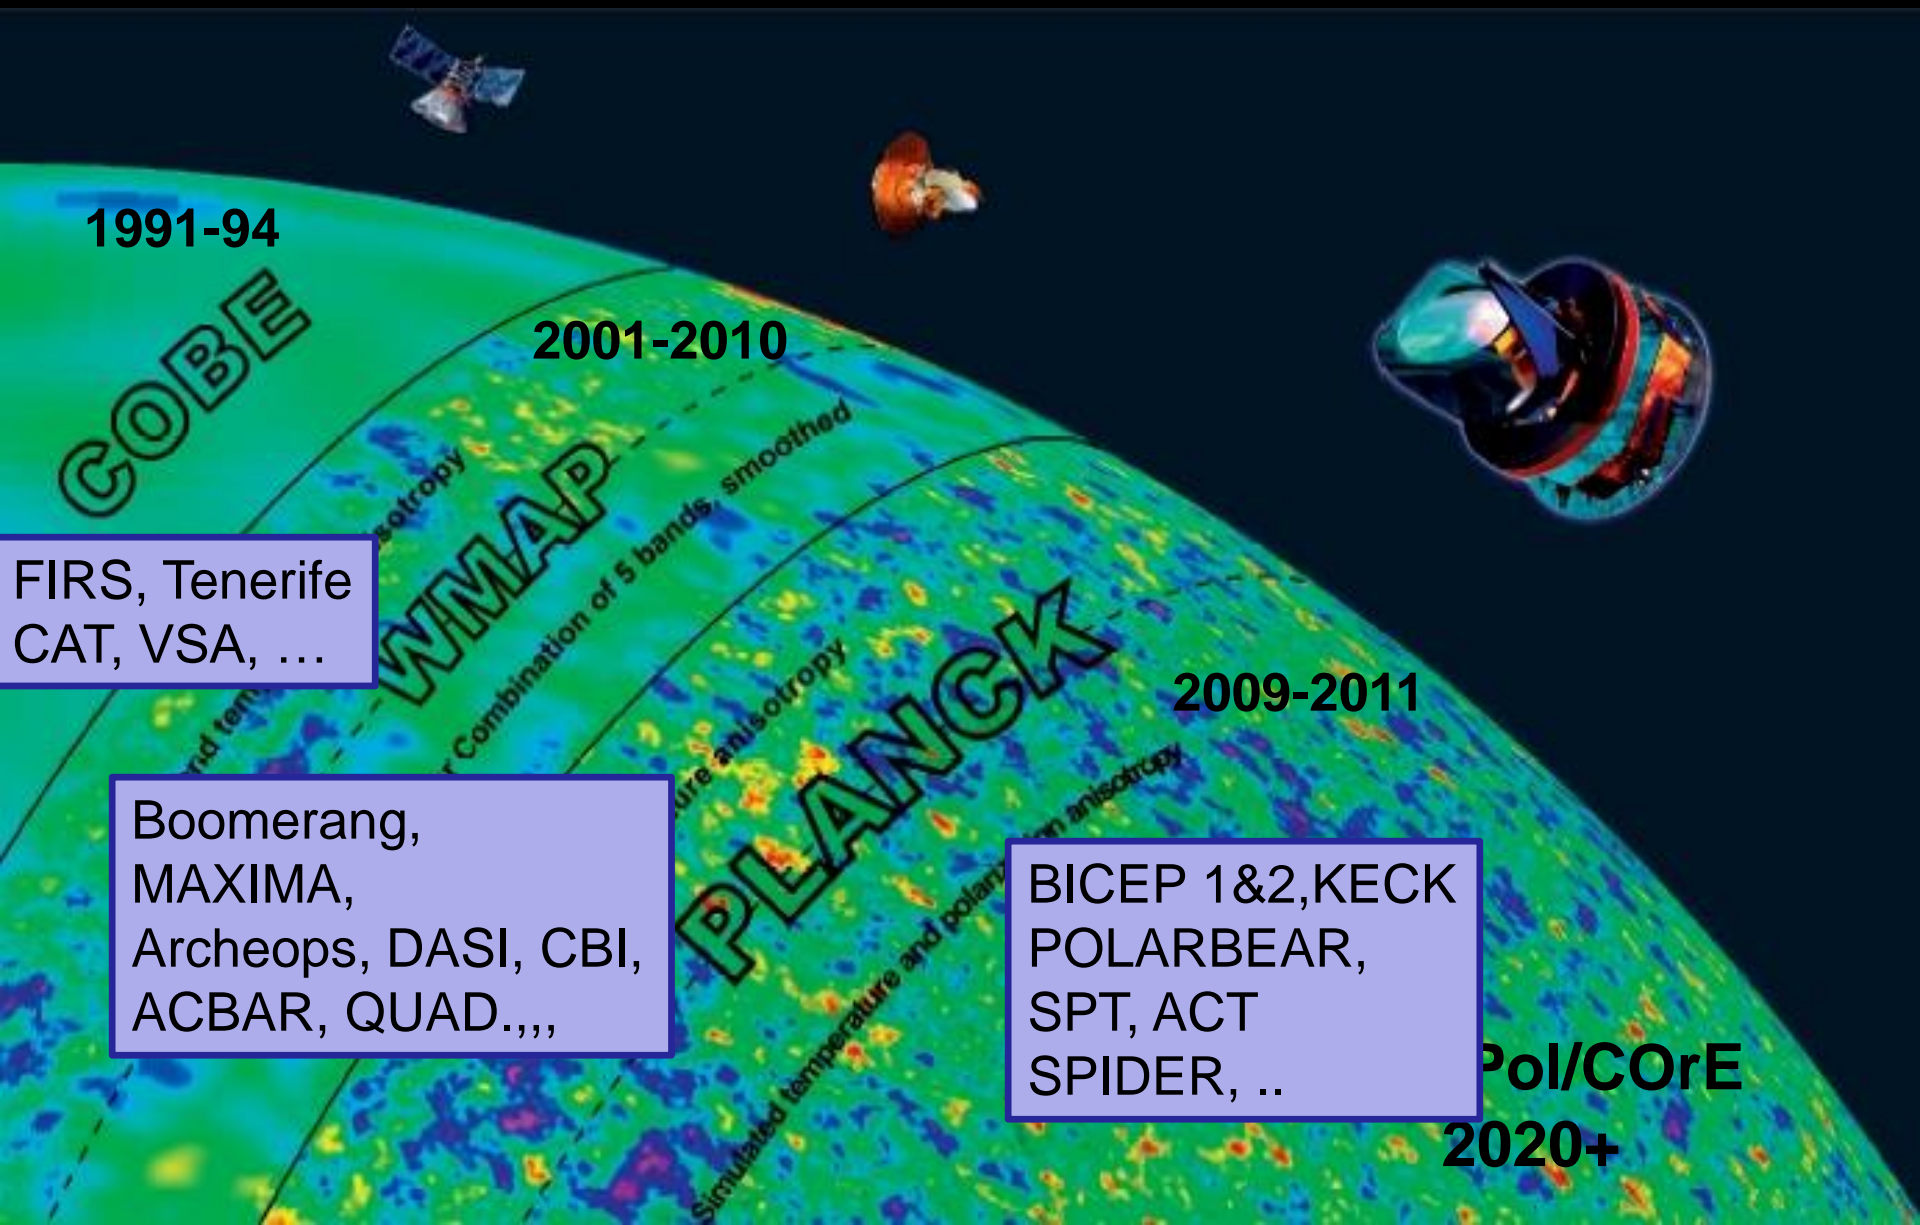 1991-94
COBE
2001-2010
WMAP
Combination of 5 bands, smoothed
FIRS, Tenerife
CAT, VSA, …
PLANCK
anisotropy
2009-2011
Simulated temperature and anisotropy
Boomerang,
MAXIMA,
Archeops, DASI, CBI,
ACBAR, QUAD.,,,
BICEP 1&2,KECK
POLARBEAR,
SPT, ACT
SPIDER, ..
Pol/COrE
2020+